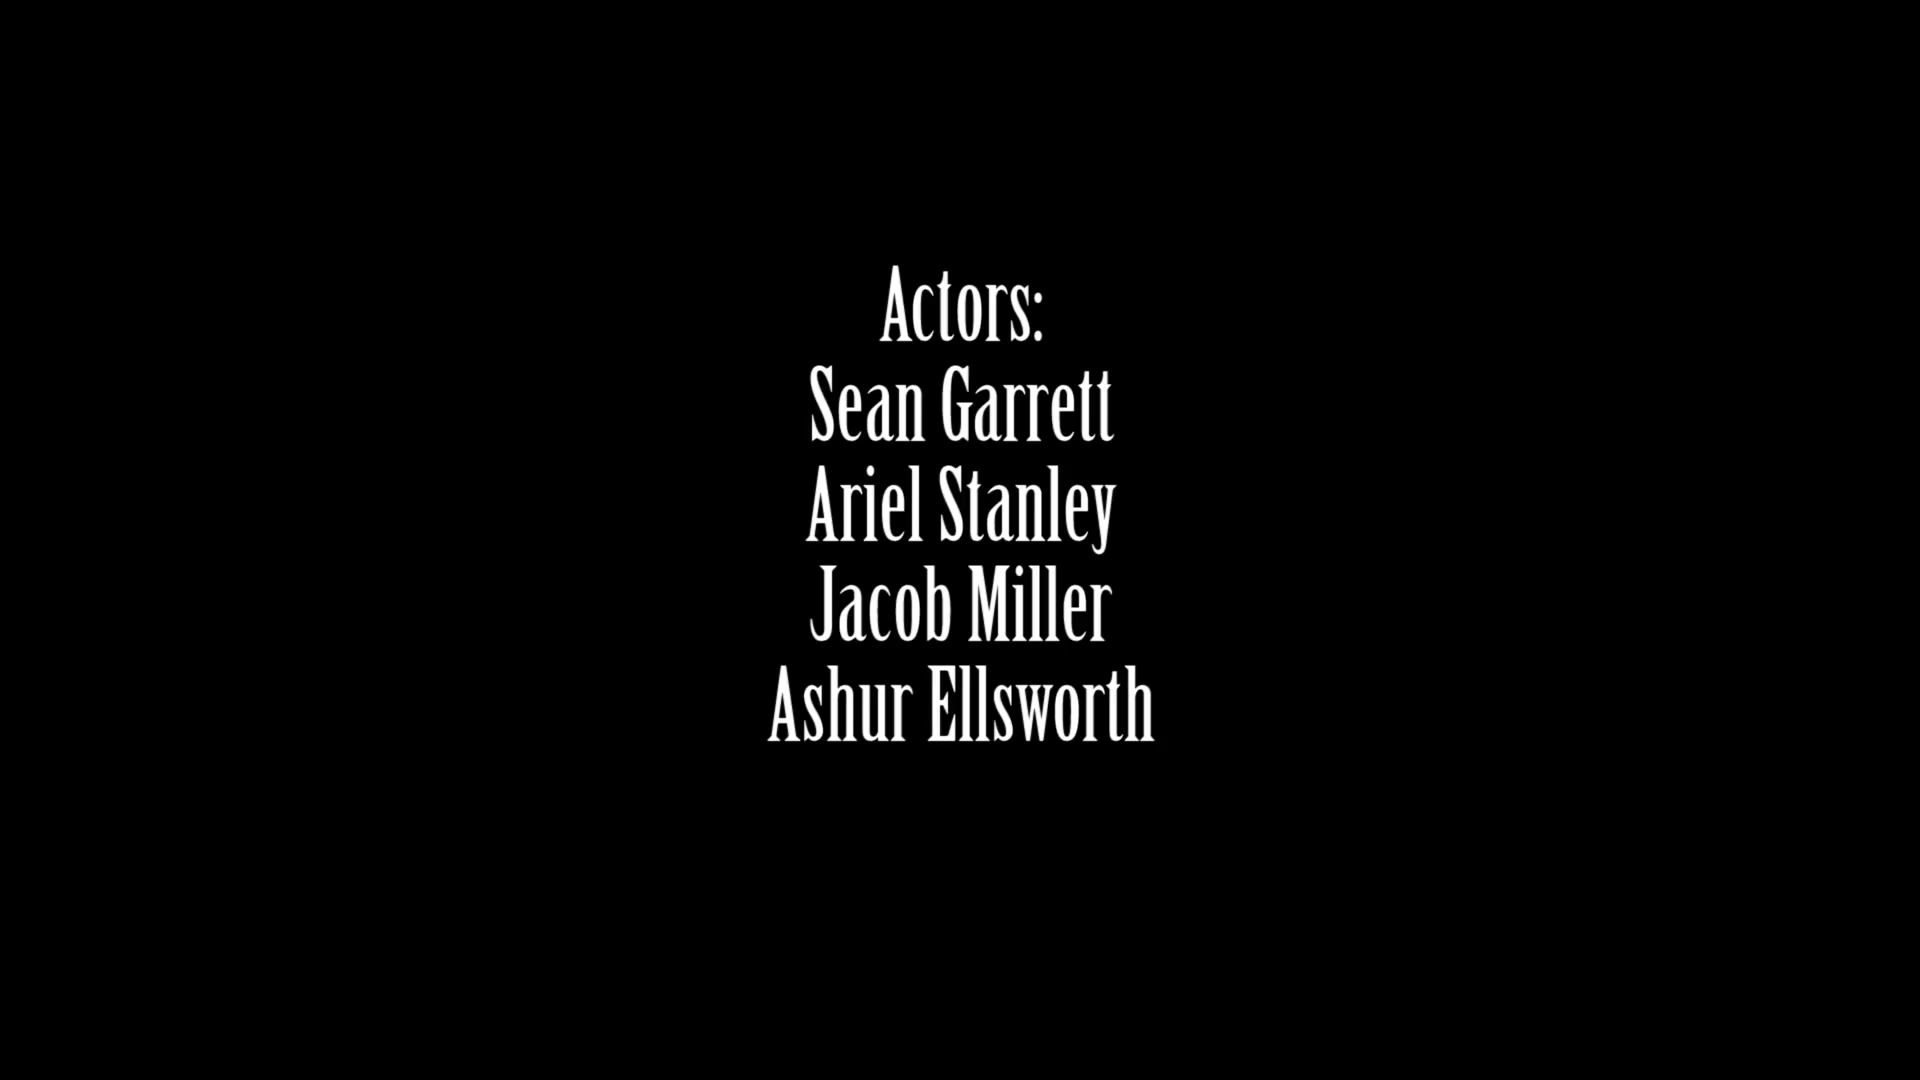 Actors:
Sean Garrett
Ariel Stanley
Jacob Miller
Ashur Ellsworth